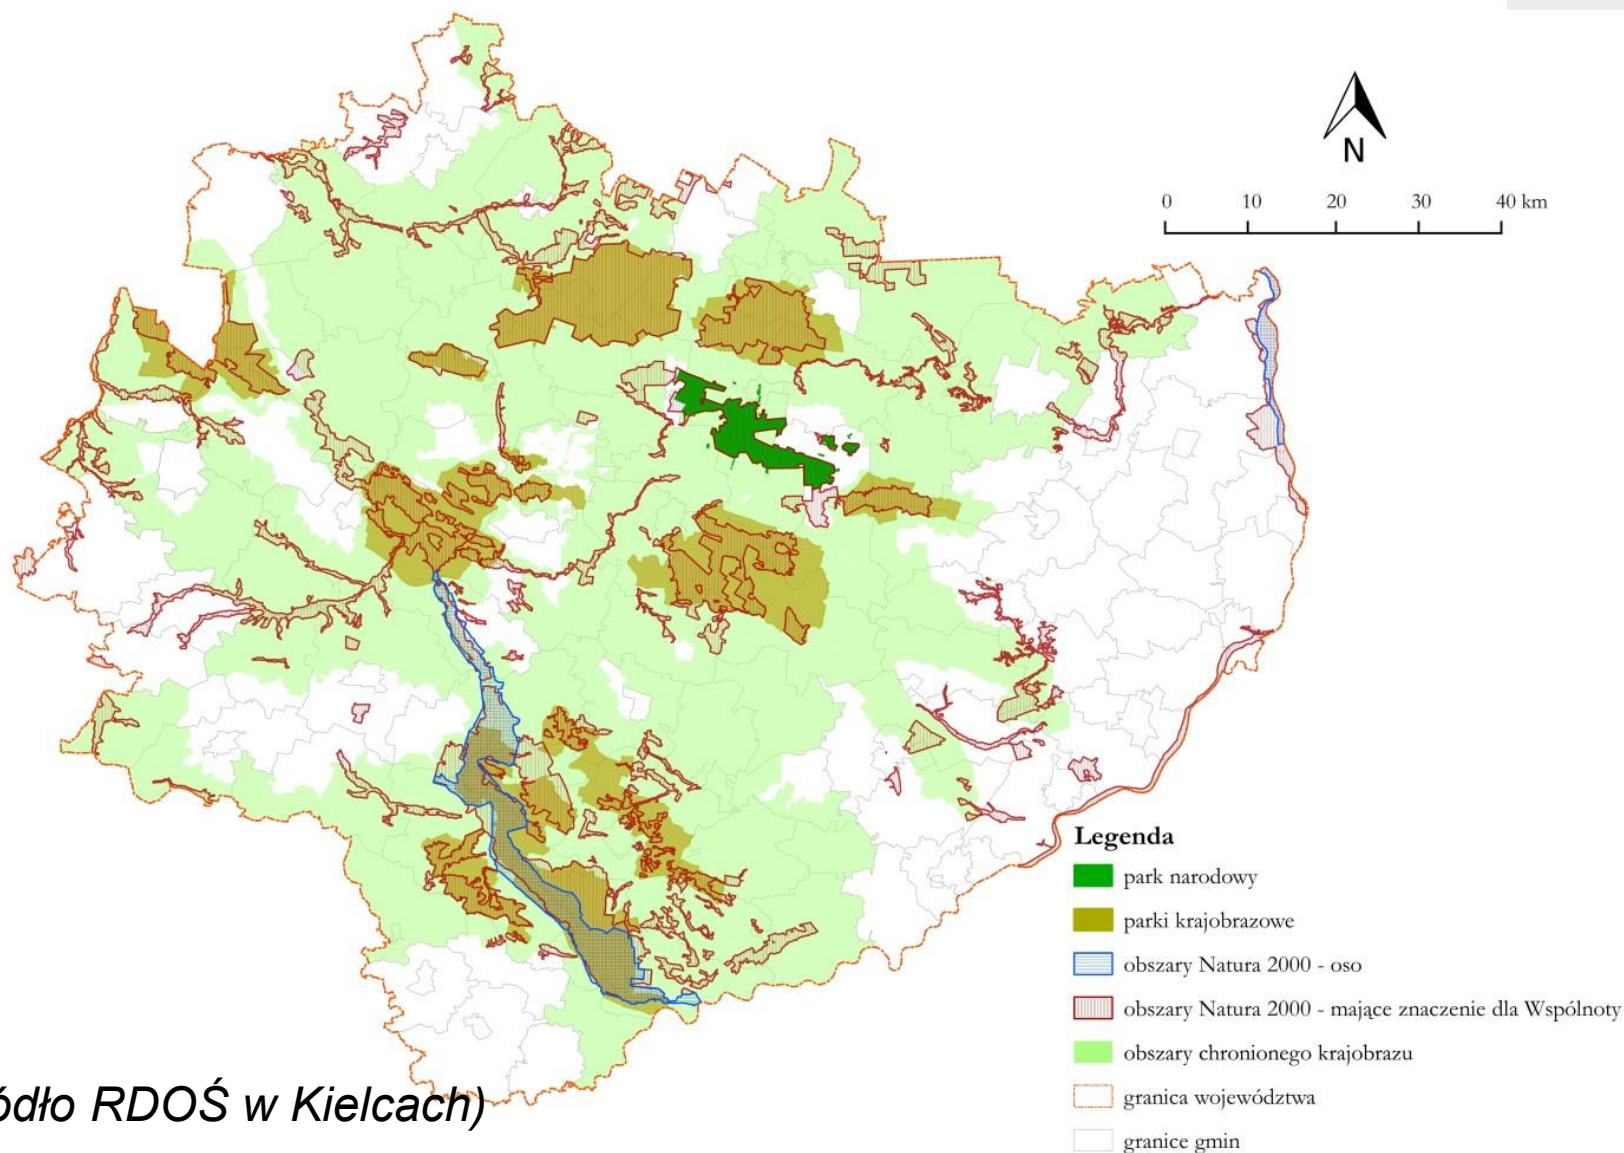 N
0 10 20 30 40 km
Legenda
park narodowy
parki krajobrazowe
obszary Natura 2000 - oso
obszary Natura 2000 - mające znaczenie dla Wspólnoty
obszary chronionego krajobrazu
granica województwa
granice gmin
ódło RDOŚ w Kielcach)